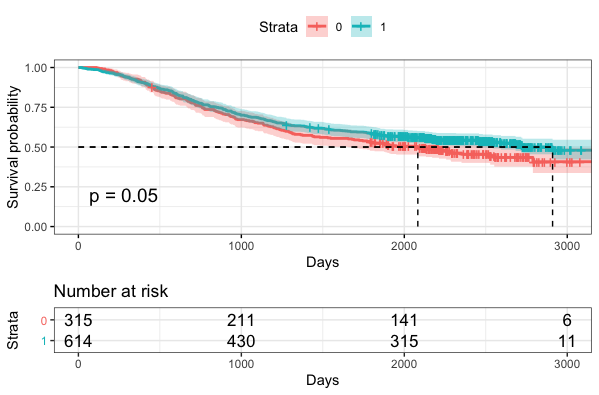 Strata 0 1
1.00
0.75
0.50
0.25
0.00
Survival probability
p = 0.05
0 1000 2000 3000
Days
Number at risk
Strata
0 315 211 141 6
1 614 430 315 11
0 1000 2000 3000
Days